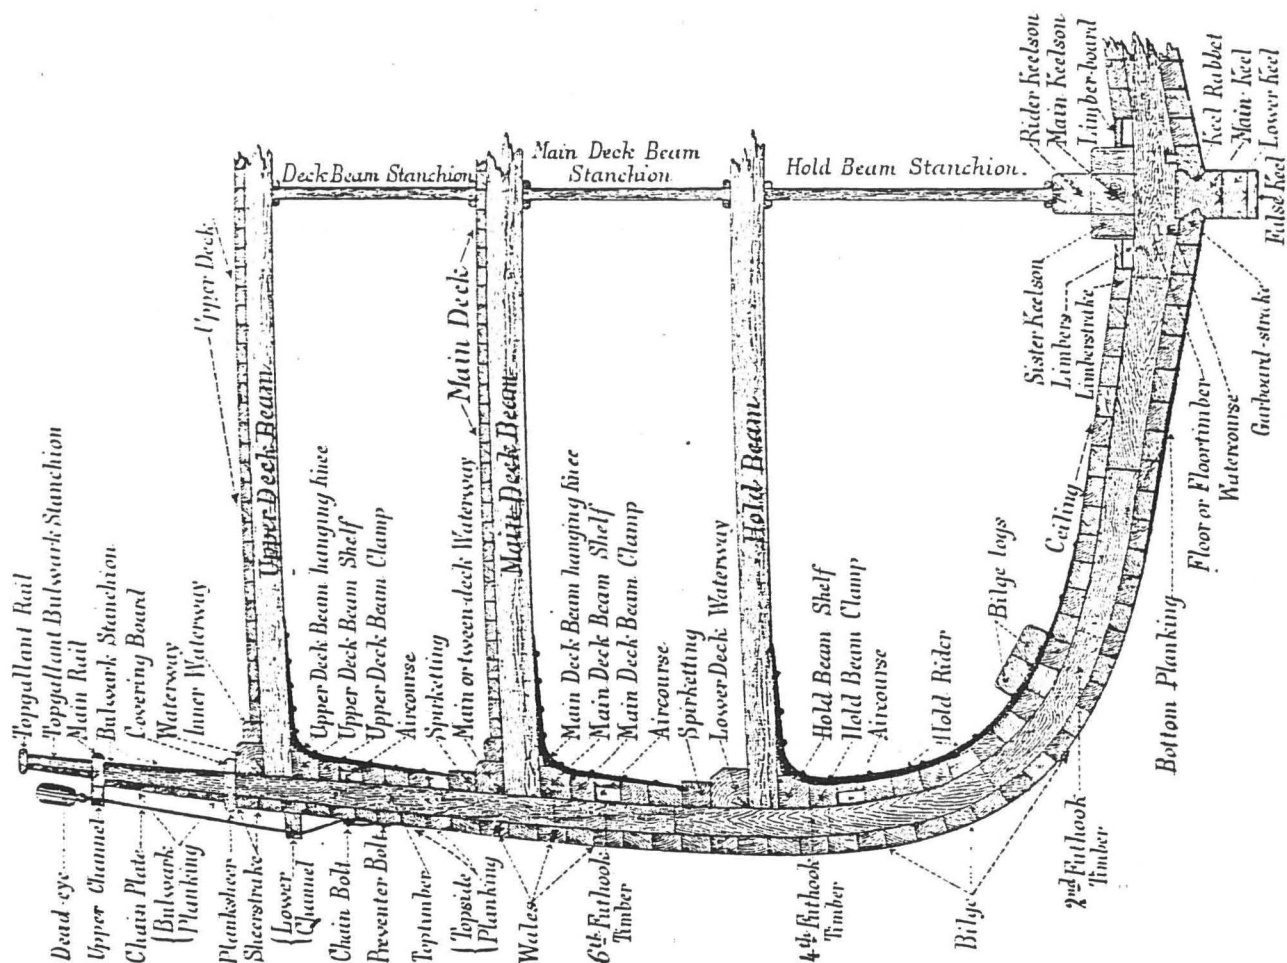 Topgallant Rail
Topgallant Bulwark Stanchion
Main Rail
Bulwark Stanchion
Covering Board
Waterway
Inner Waterway
Upper Deck
Upper Deck Beam
Deck Beam Stanchion
Upper Deck Beam hanging knee
Upper Deck Beam Shelf
Upper Deck Beam Clamp
Aircourse
Spirketting
Main or tween-deck Waterway
Main Deck
Main Deck Beam
Main Deck Beam
Stanchion
Main Deck Beam hanging knee
Main Deck Beam Shelf
Main Deck Beam Clamp
Aircourse
Spirketting
Lower Deck Waterway
Hold Beam
Hold Beam Stanchion.
Hold Beam Shelf
Hold Beam Clamp
Aircourse
Hold Rider
Bilge logs
Ceiling
Sister Keelson
Limbers
Limberstrake
Rider Keelson
Main Keelson
Limber-board
Keel Rabbet
Main Keel
Lower Keel
False Keel
Garboard-strake
Watercourse
Floor or Floortimber
Bottom Planking
Dead-eye
Upper Channel
Chain Plate
{Bulwark
Planking
Planksheer
Sheerstrake
{Lower
Channel
Chain Bolt
Preventer Bolt
Toptimber
{Topside
Planking
Wales
6th Futhook
Timber
4th Futhook
Timber
Bilge
2nd Futhook
Timber